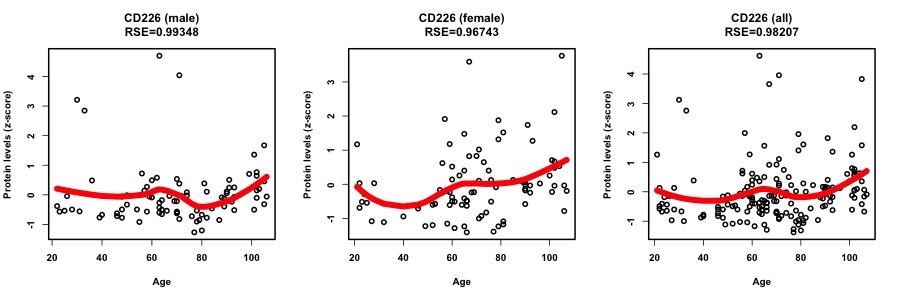 CD226 (male)
RSE=0.99348
Protein levels (z-score)
4
3
2
1
0
-1
20 40 60 80 100
Age
CD226 (female)
RSE=0.96743
Protein levels (z-score)
3
2
1
0
-1
20 40 60 80 100
Age
CD226 (all)
RSE=0.98207
Protein levels (z-score)
4
3
2
1
0
-1
20 40 60 80 100
Age